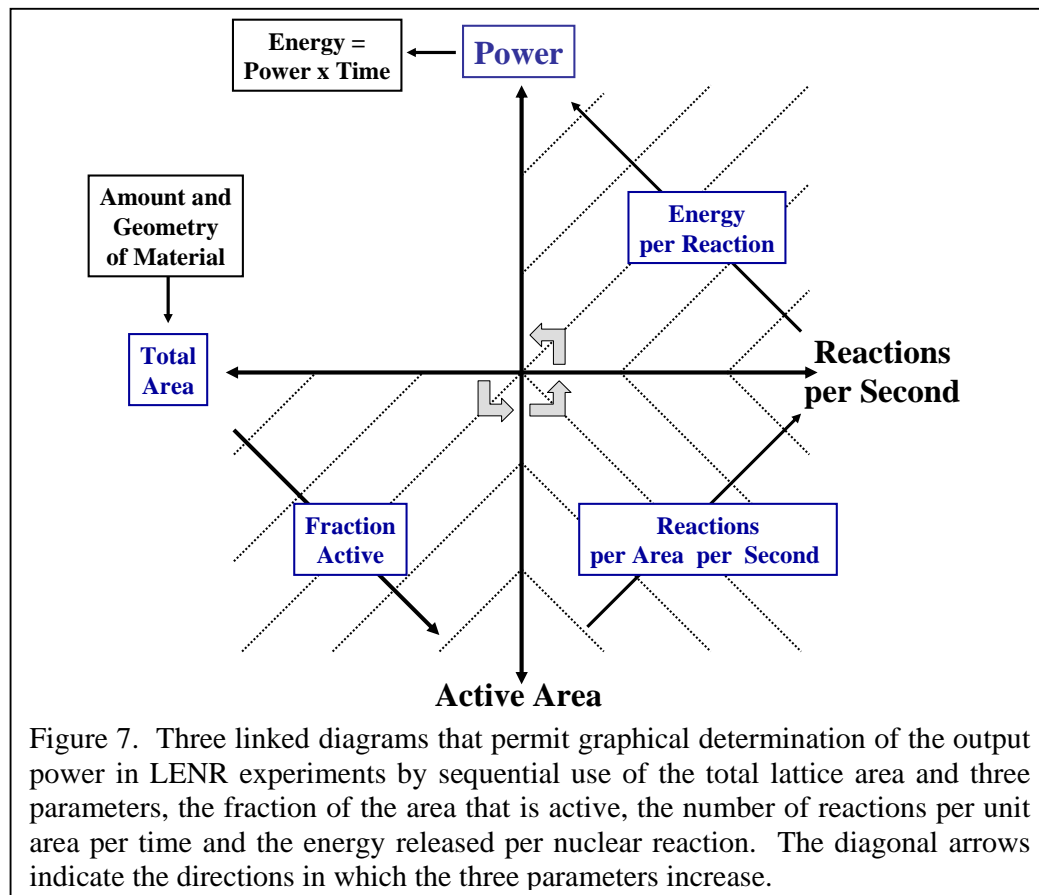 Energy =
Power x Time
Power
Amount and
Geometry
of Material
Energy
per Reaction
Total
Area
Reactions
per Second
Fraction
Active
Reactions
per Area per Second
Active Area
Figure 7. Three linked diagrams that permit graphical determination of the output
power in LENR experiments by sequential use of the total lattice area and three
parameters, the fraction of the area that is active, the number of reactions per unit
area per time and the energy released per nuclear reaction. The diagonal arrows
indicate the directions in which the three parameters increase.